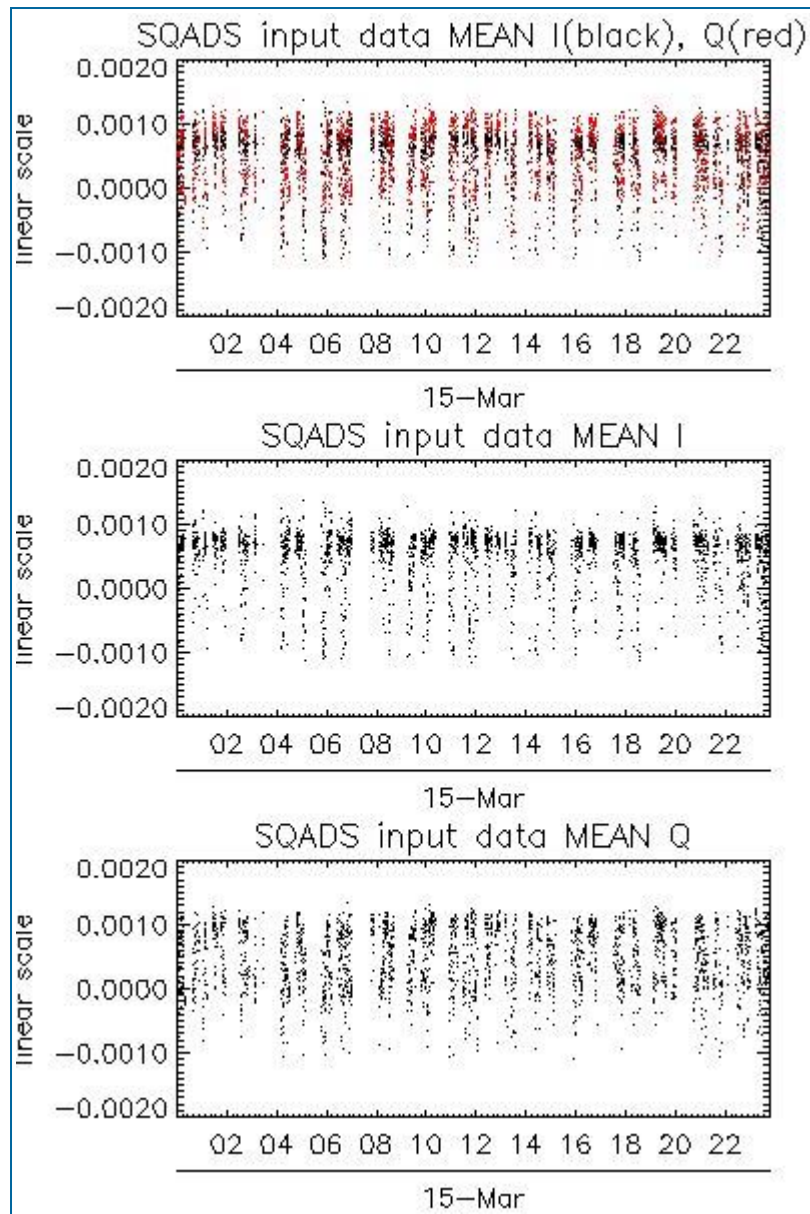 SQADS input data MEAN I(black), Q(red)
linear scale
0.0020
0.0010
0.0000
−0.0010
−0.0020
02 04 06 08 10 12 14 16 18 20 22
15−Mar
SQADS input data MEAN I
linear scale
0.0020
0.0010
0.0000
−0.0010
−0.0020
02 04 06 08 10 12 14 16 18 20 22
15−Mar
SQADS input data MEAN Q
linear scale
0.0020
0.0010
0.0000
−0.0010
−0.0020
02 04 06 08 10 12 14 16 18 20 22
15−Mar